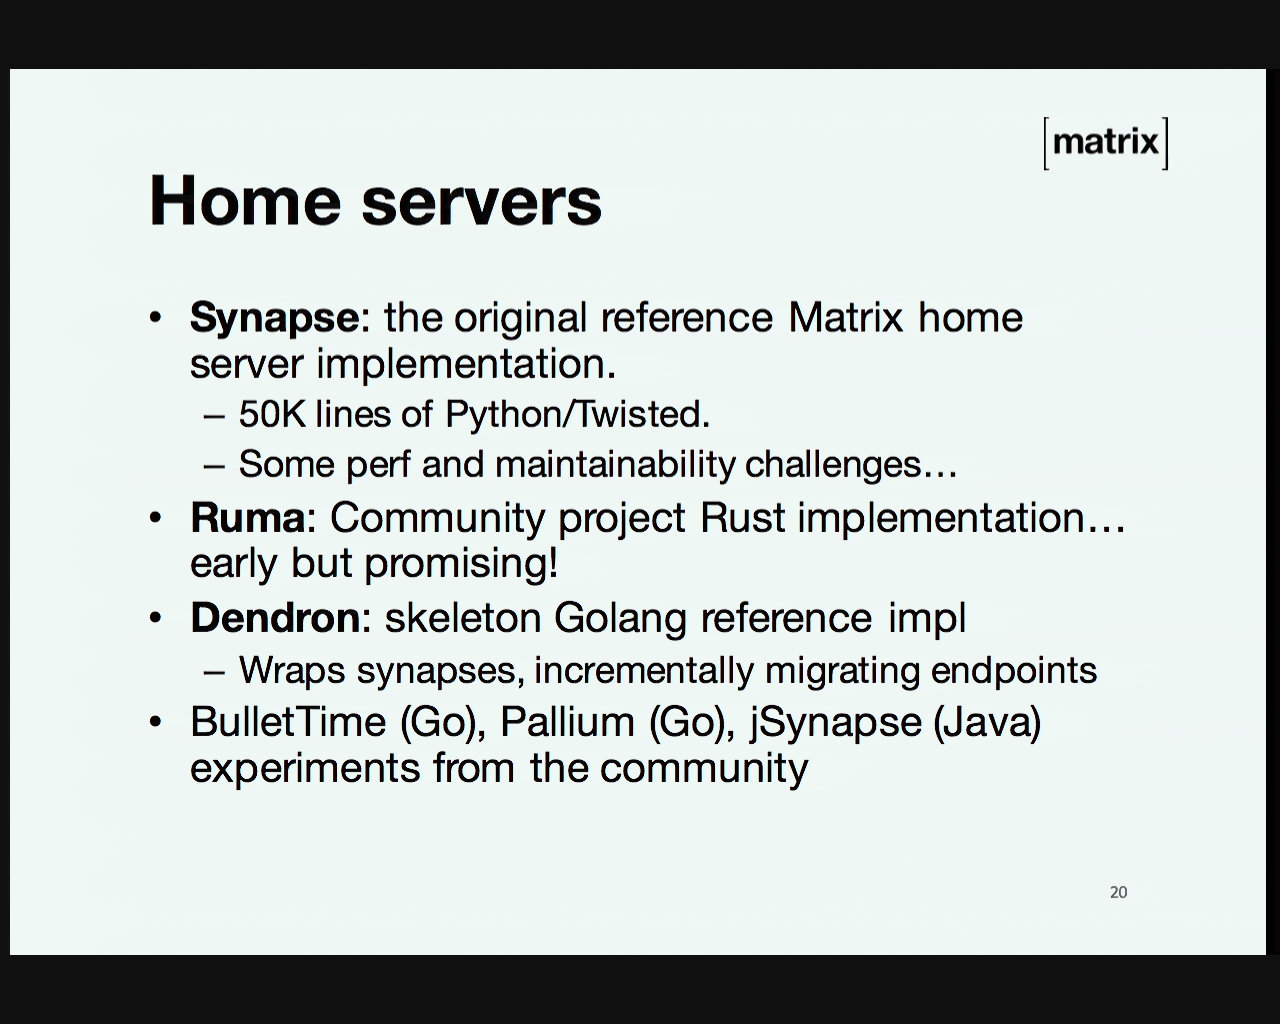 [matrix]
Home servers
• Synapse: the original reference Matrix home
server implementation.
– 50K lines of Python/Twisted.
– Some perf and maintainability challenges…
• Ruma: Community project Rust implementation…
early but promising!
• Dendron: skeleton Golang reference impl
– Wraps synapses, incrementally migrating endpoints
• BulletTime (Go), Pallium (Go), jSynapse (Java)
experiments from the community
20